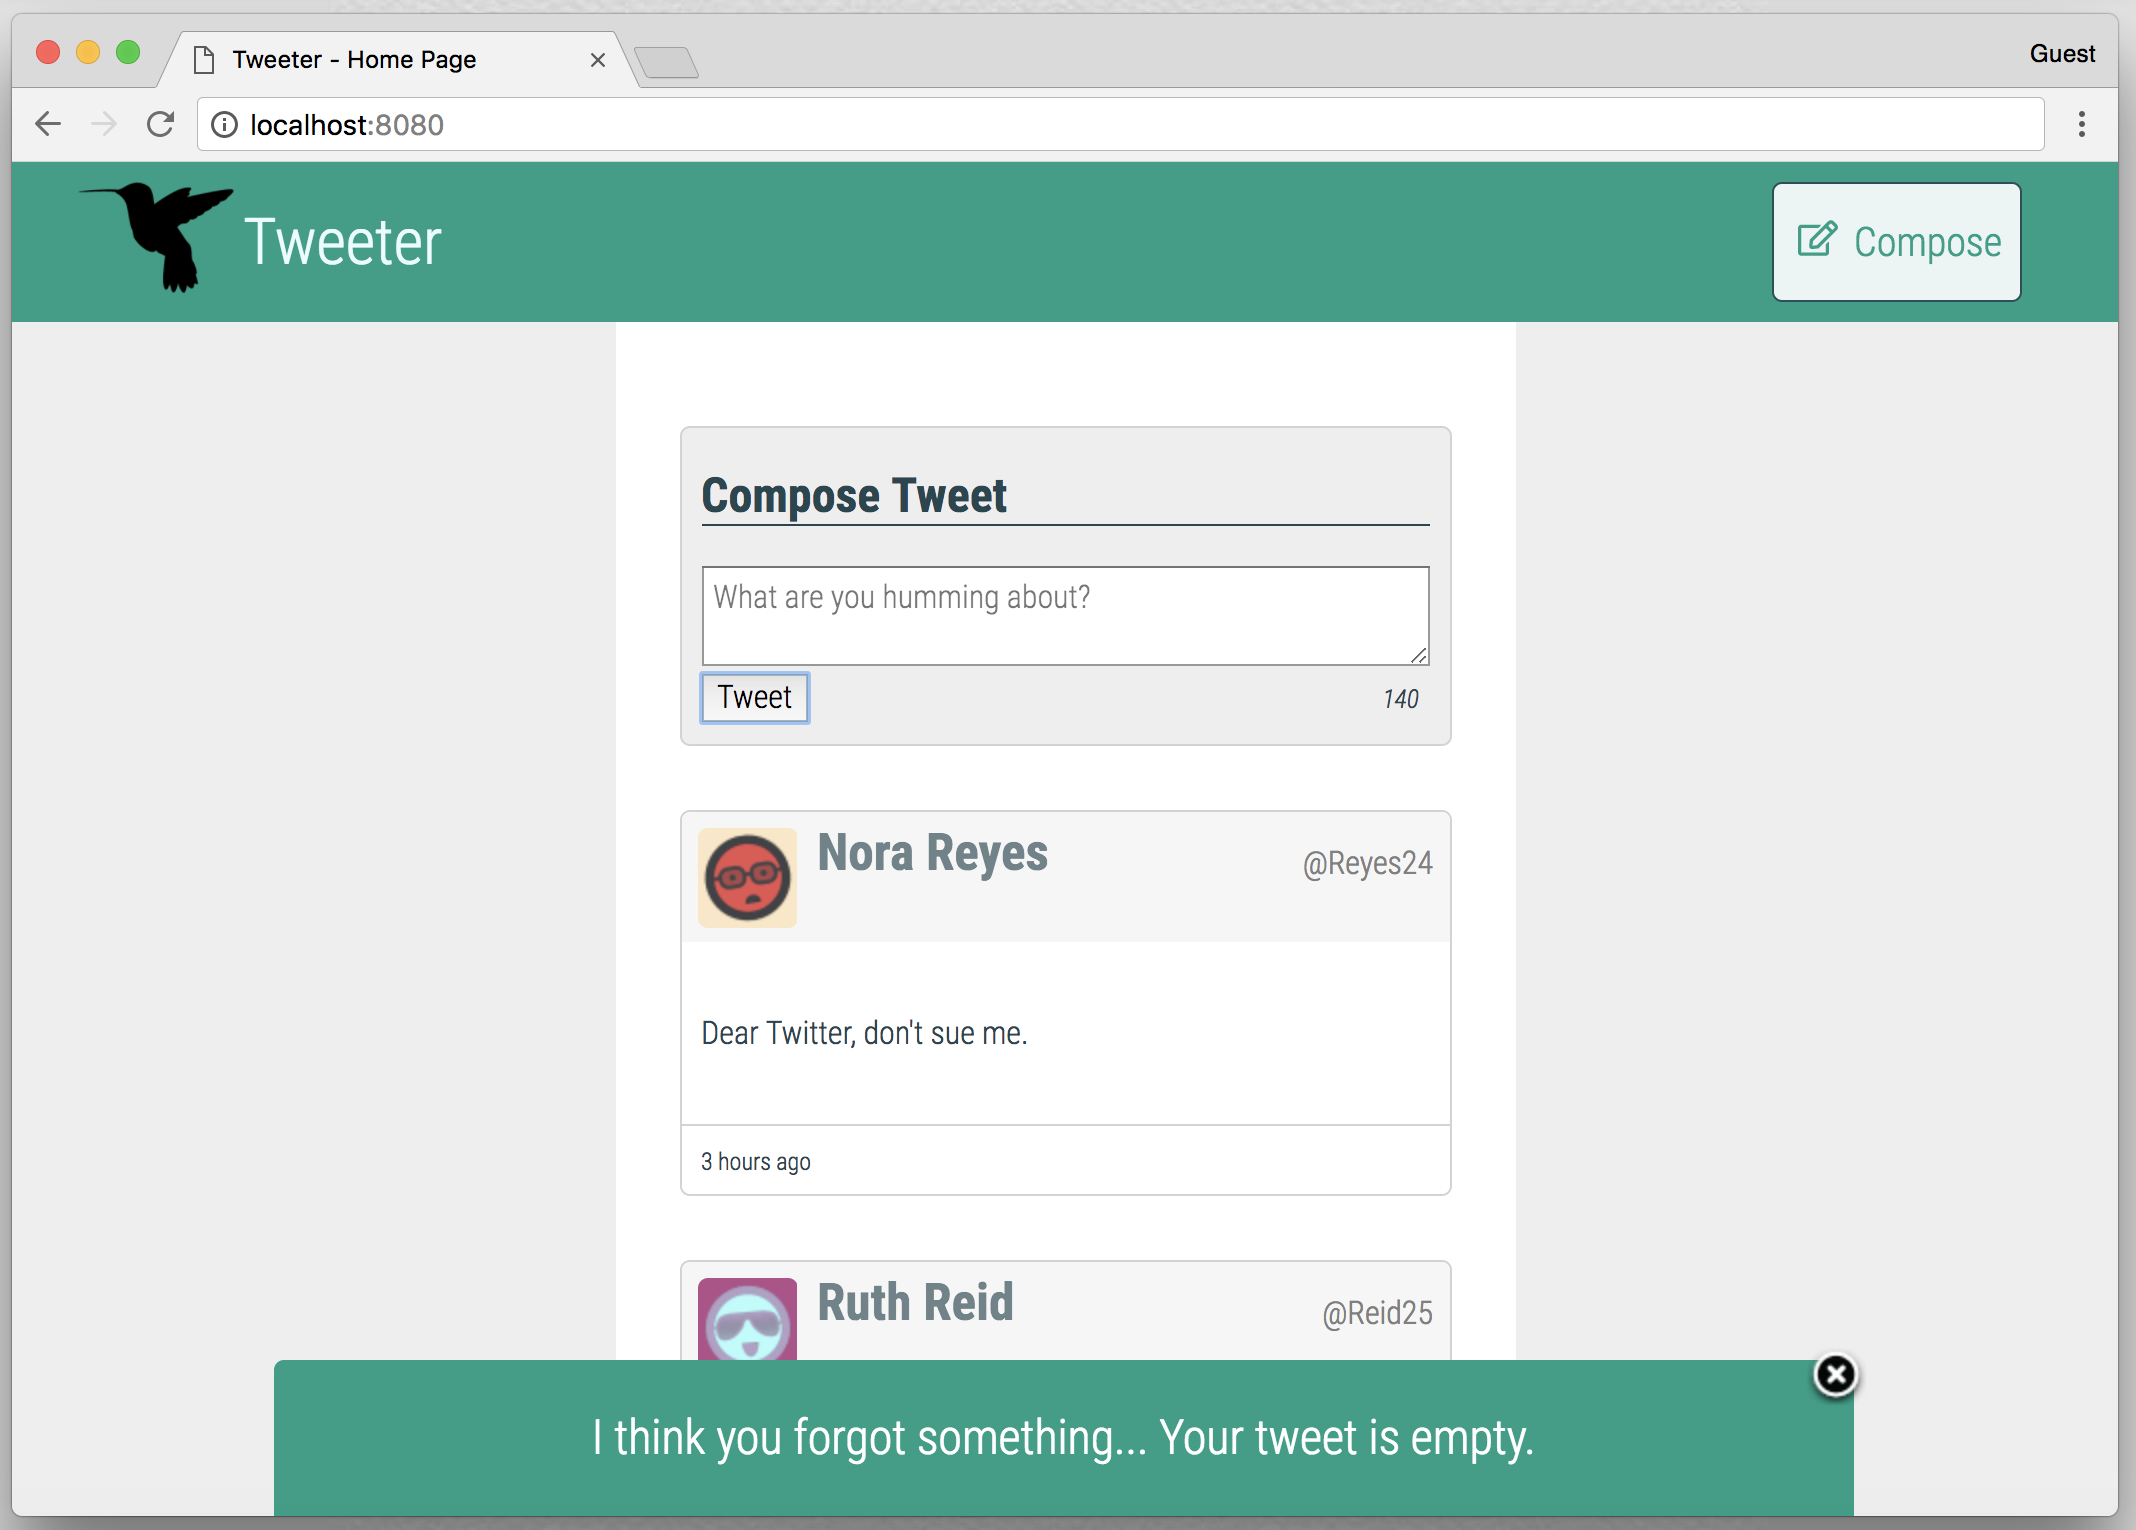 Tweeter - Home Page
Guest
localhost:8080
Tweeter
Compose
Compose Tweet
What are you humming about?
Tweet
140
Nora Reyes
@Reyes24
Dear Twitter, don't sue me.
3 hours ago
Ruth Reid
@Reid25
I think you forgot something... Your tweet is empty.